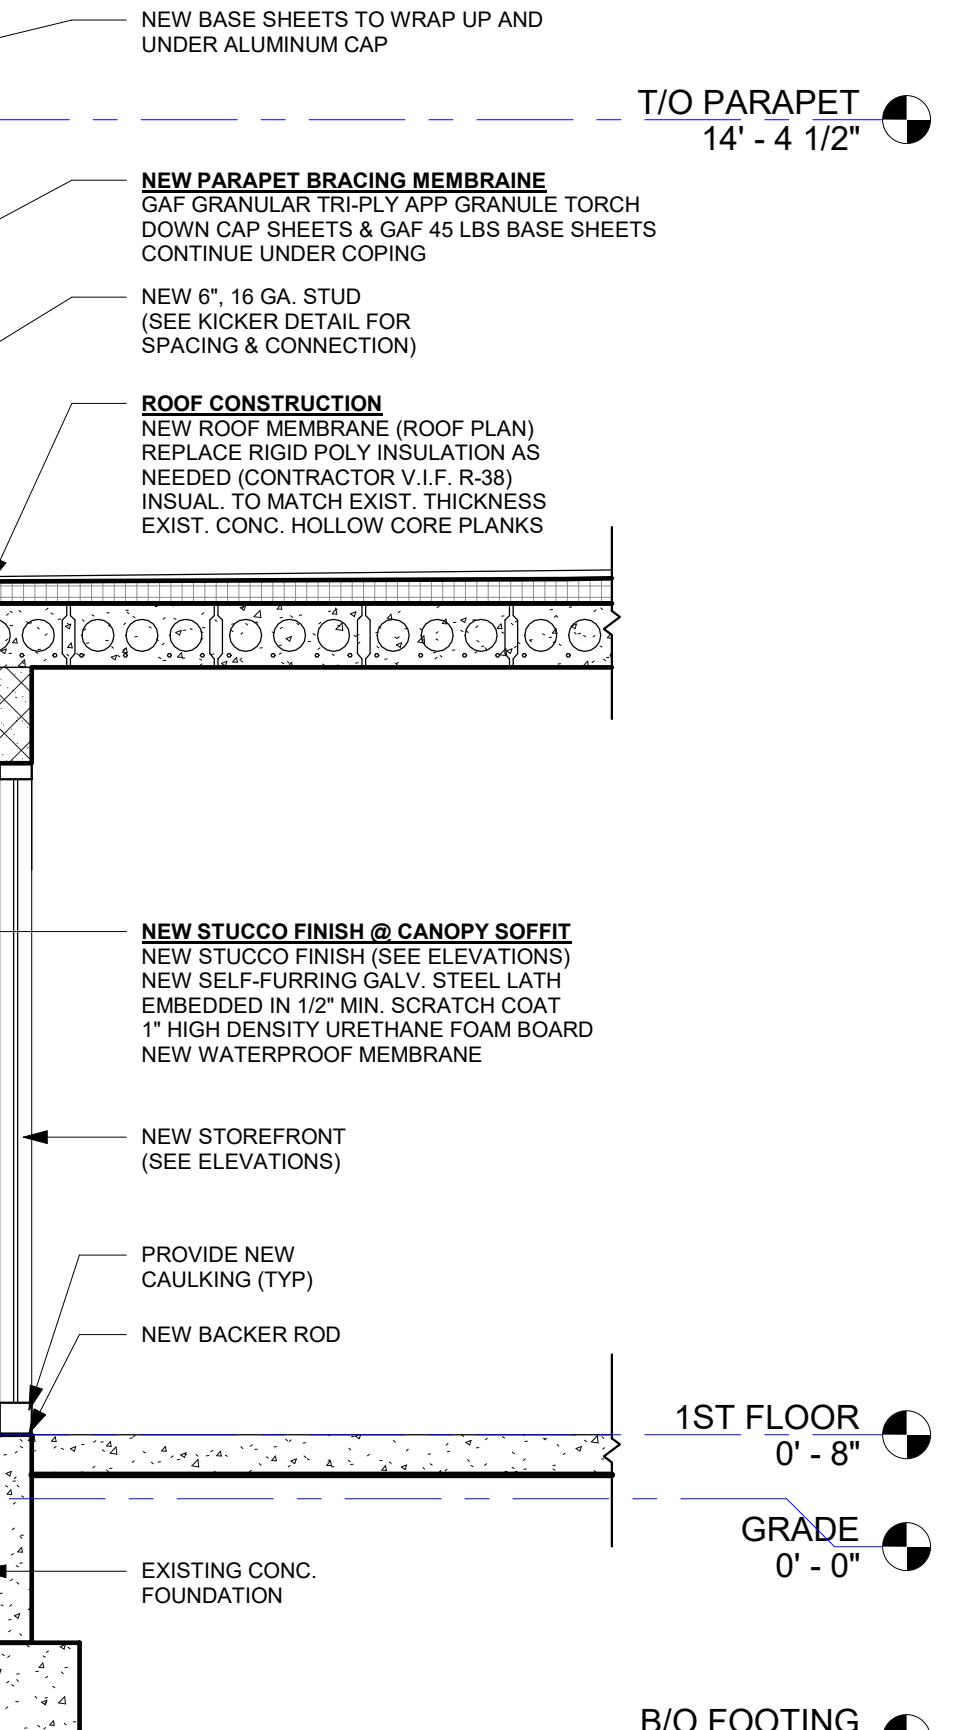 NEW BASE SHEETS TO WRAP UP AND
UNDER ALUMINUM CAP
T/O PARAPET
14' - 4 1/2"
NEW PARAPET BRACING MEMBRAINE
GAF GRANULAR TRI-PLY APP GRANULE TORCH
DOWN CAP SHEETS & GAF 45 LBS BASE SHEETS
CONTINUE UNDER COPING
NEW 6", 16 GA. STUD
(SEE KICKER DETAIL FOR
SPACING & CONNECTION)
ROOF CONSTRUCTION
NEW ROOF MEMBRANE (ROOF PLAN)
REPLACE RIGID POLY INSULATION AS
NEEDED (CONTRACTOR V.I.F. R-38)
INSUAL. TO MATCH EXIST. THICKNESS
EXIST. CONC. HOLLOW CORE PLANKS
NEW STUCCO FINISH @ CANOPY SOFFIT
NEW STUCCO FINISH (SEE ELEVATIONS)
NEW SELF-FURRING GALV. STEEL LATH
EMBEDDED IN 1/2" MIN. SCRATCH COAT
1" HIGH DENSITY URETHANE FOAM BOARD
NEW WATERPROOF MEMBRANE
NEW STOREFRONT
(SEE ELEVATIONS)
PROVIDE NEW
CAULKING (TYP)
NEW BACKER ROD
1ST FLOOR
0' - 8"
GRADE
0' - 0"
EXISTING CONC.
FOUNDATION
B/O FOOTING